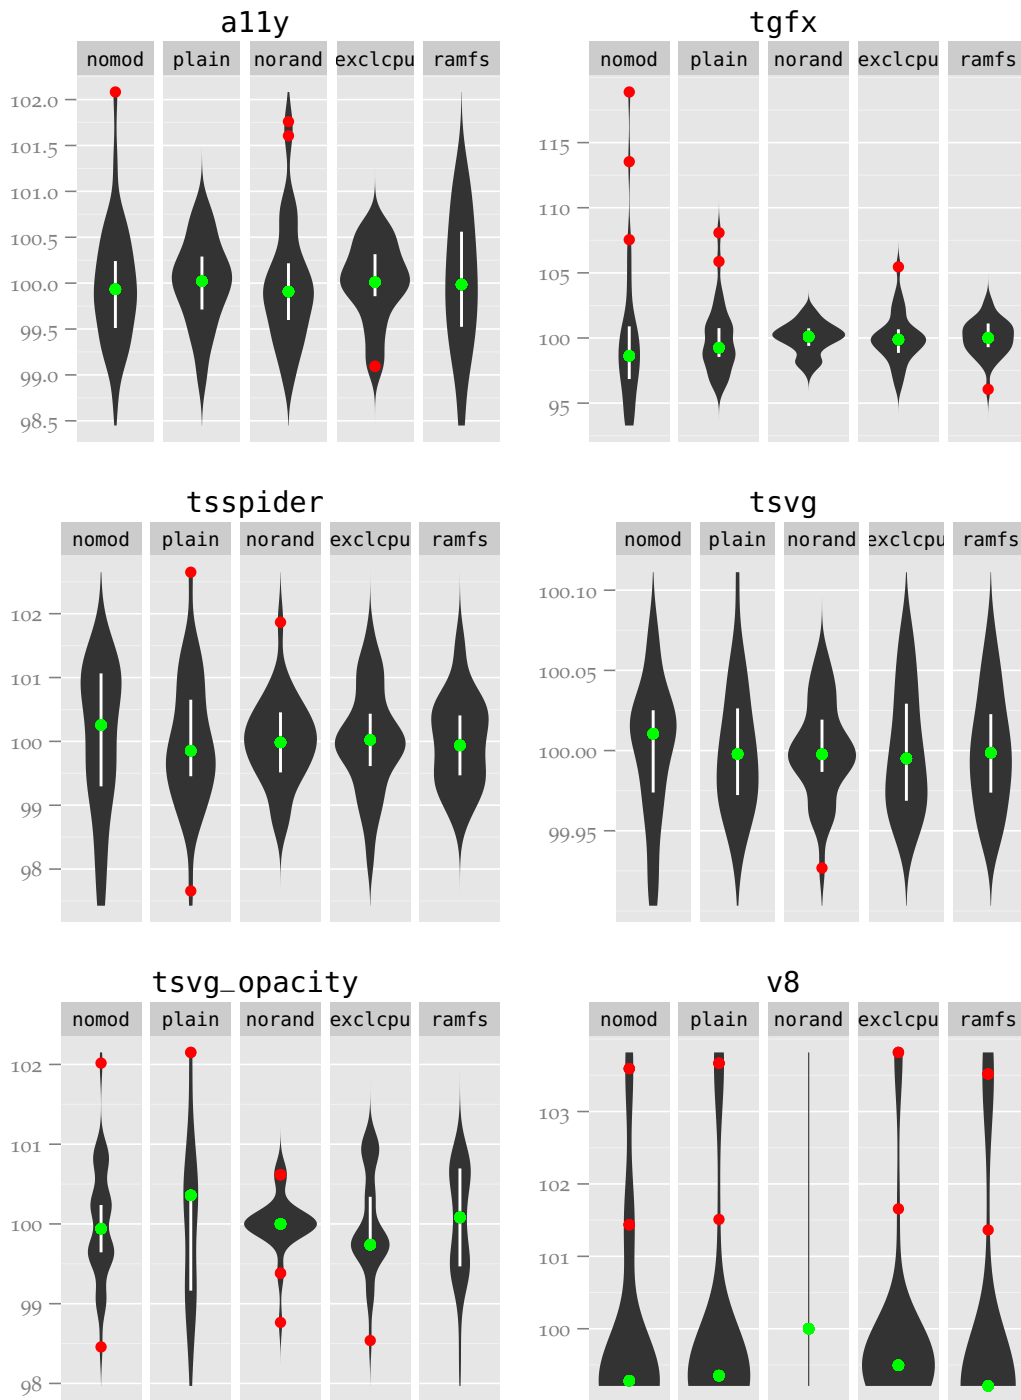 a11y
nomod plain norand exclcpu ramfs
102.0
101.5
101.0
100.5
100.0
99.5
99.0
98.5
tgfx
nomod plain norand exclcpu ramfs
115
110
105
100
95
tsspider
nomod plain norand exclcpu ramfs
102
101
100
99
98
tsvg
nomod plain norand exclcpu ramfs
100.10
100.05
100.00
99.95
tsvg_opacity
nomod plain norand exclcpu ramfs
102
101
100
99
98
v8
nomod plain norand exclcpu ramfs
103
102
101
100